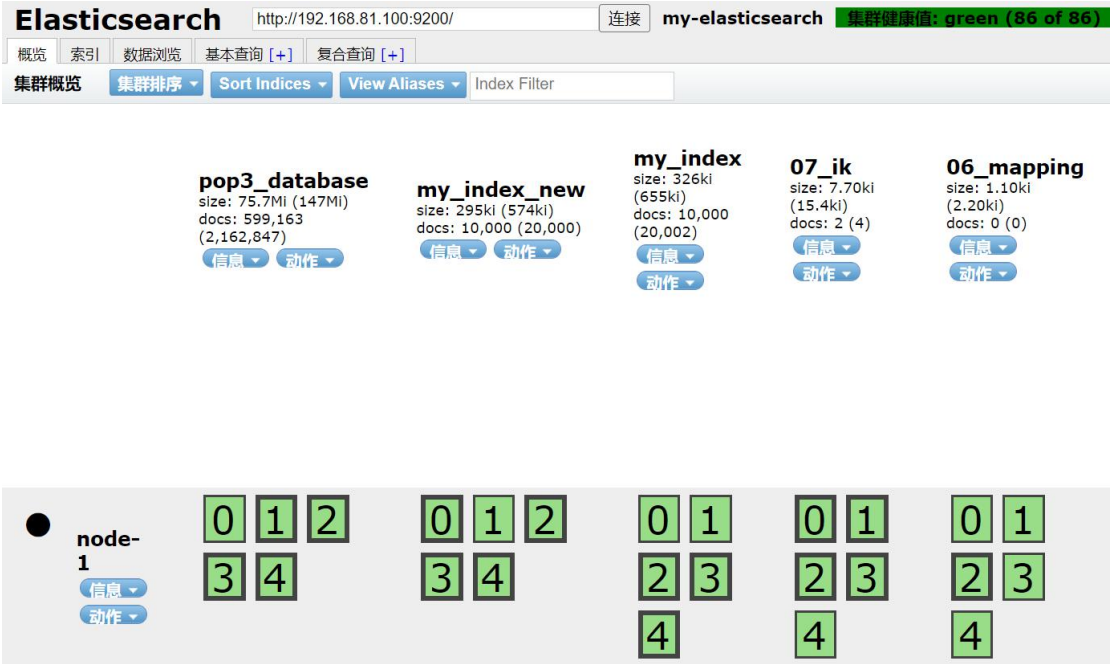 Elasticsearch http://192.168.81.100:9200/ 连接 my-elasticsearch 集群健康值: green (86 of 86)
概览 索引 数据浏览 基本查询 [+] 复合查询 [+]
集群概览 集群排序 Sort Indices View Aliases Index Filter
pop3_database
size: 75.7Mi (147Mi)
docs: 599,163
(2,162,847)
信息 动作
my_index_new
size: 295ki (574ki)
docs: 10,000 (20,000)
信息 动作
my_index
size: 326ki
(655ki)
docs: 10,000
(20,002)
信息
动作
07_ik
size: 7.70ki
(15.4ki)
docs: 2 (4)
信息
动作
06_mapping
size: 1.10ki
(2.20ki)
docs: 0 (0)
信息
动作
node-
1
信息
动作
0 1 2
3 4
0 1 2
3 4
0 1
2 3
4
0 1
2 3
4
0 1
2 3
4